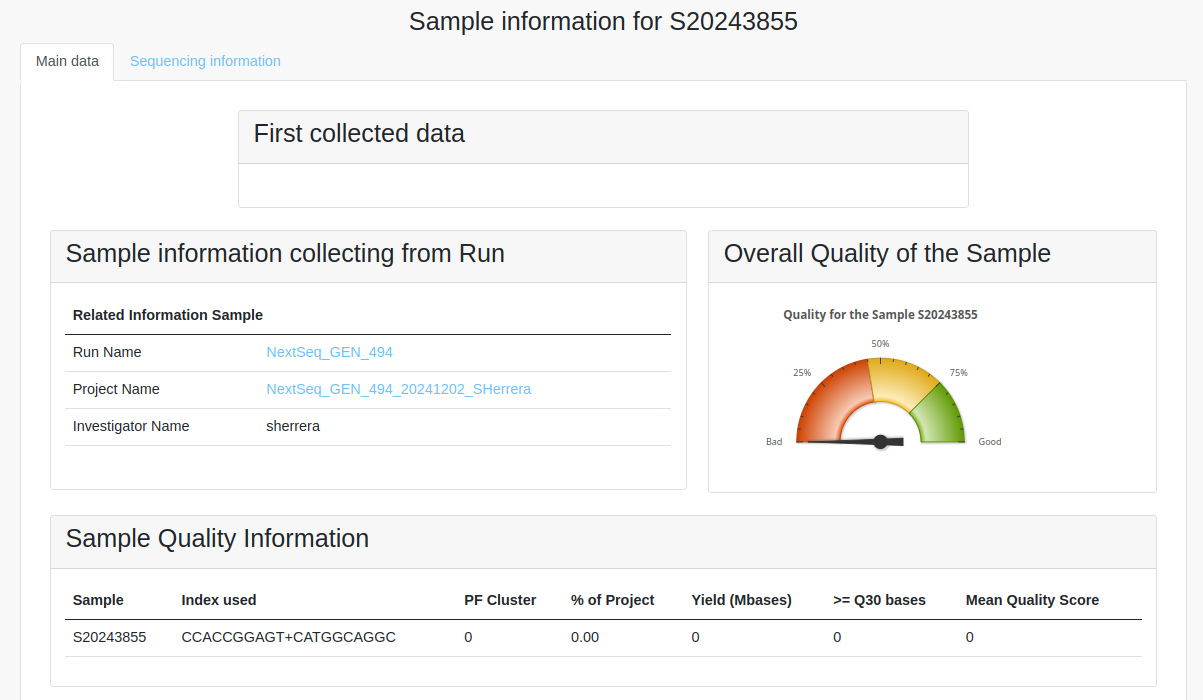 Sample information for S20243855
Main data
Sequencing information
First collected data
Sample information collecting from Run
Related Information Sample
Run Name NextSeq_GEN_494
Project Name NextSeq_GEN_494_20241202_SHerrera
Investigator Name sherrera
Overall Quality of the Sample
Quality for the Sample S20243855
50%
25% 75%
Bad Good
Sample Quality Information
Sample Index used PF Cluster % of Project Yield (Mbases) >= Q30 bases Mean Quality Score
S20243855 CCACCGGAGT+CATGGCAGGC 0 0.00 0 0 0